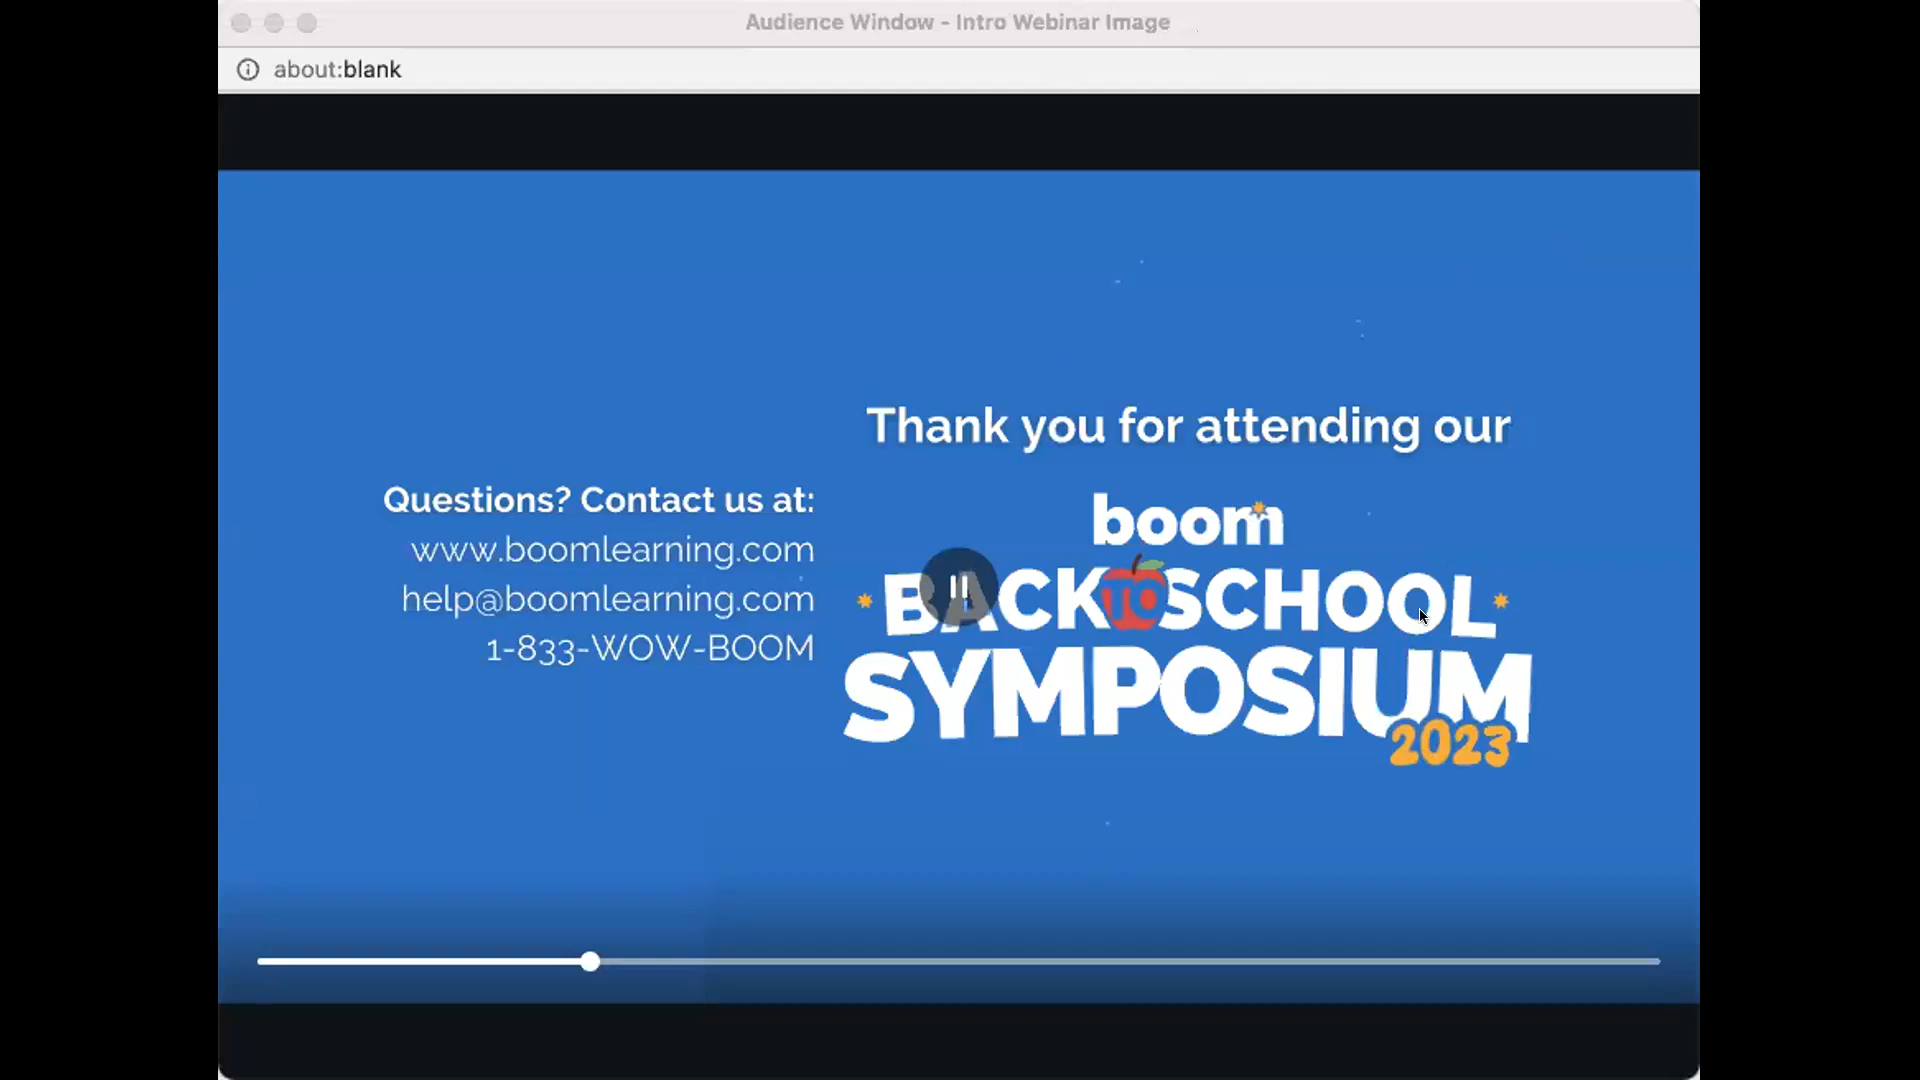 Audience Window - Intro Webinar Image
about:blank
Questions? Contact us at:
www.boomlearning.com
help@boomlearning.com
1-833-WOW-BOOM
Thank you for attending our
boom
BACK TO SCHOOL
SYMPOSIUM
2023